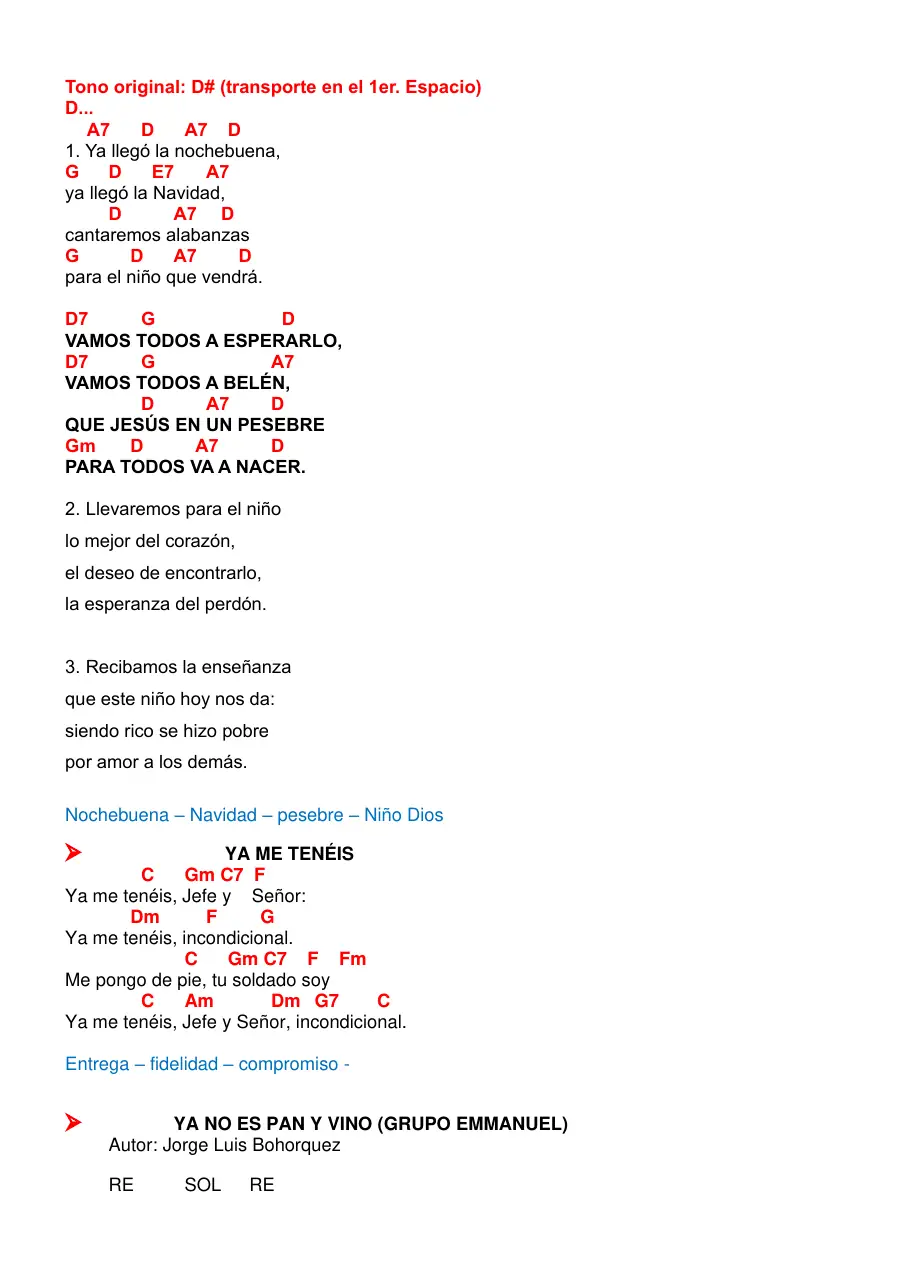 Tono original: D# (transporte en el 1er. Espacio)
D...
A7 D A7 D
1. Ya llegó la nochebuena,
G D E7 A7
ya llegó la Navidad,
D A7 D
cantaremos alabanzas
G D A7 D
para el niño que vendrá.
D7 G D
VAMOS TODOS A ESPERARLO,
D7 G A7
VAMOS TODOS A BELÉN,
D A7 D
QUE JESÚS EN UN PESEBRE
Gm D A7 D
PARA TODOS VA A NACER.
2. Llevaremos para el niño
lo mejor del corazón,
el deseo de encontrarlo,
la esperanza del perdón.
3. Recibamos la enseñanza
que este niño hoy nos da:
siendo rico se hizo pobre
por amor a los demás.
Nochebuena – Navidad – pesebre – Niño Dios
YA ME TENÉIS
C Gm C7 F
Ya me tenéis, Jefe y Señor:
Dm F G
Ya me tenéis, incondicional.
C Gm C7 F Fm
Me pongo de pie, tu soldado soy
C Am Dm G7 C
Ya me tenéis, Jefe y Señor, incondicional.
Entrega – fidelidad – compromiso -
YA NO ES PAN Y VINO (GRUPO EMMANUEL)
Autor: Jorge Luis Bohorquez
RE SOL RE